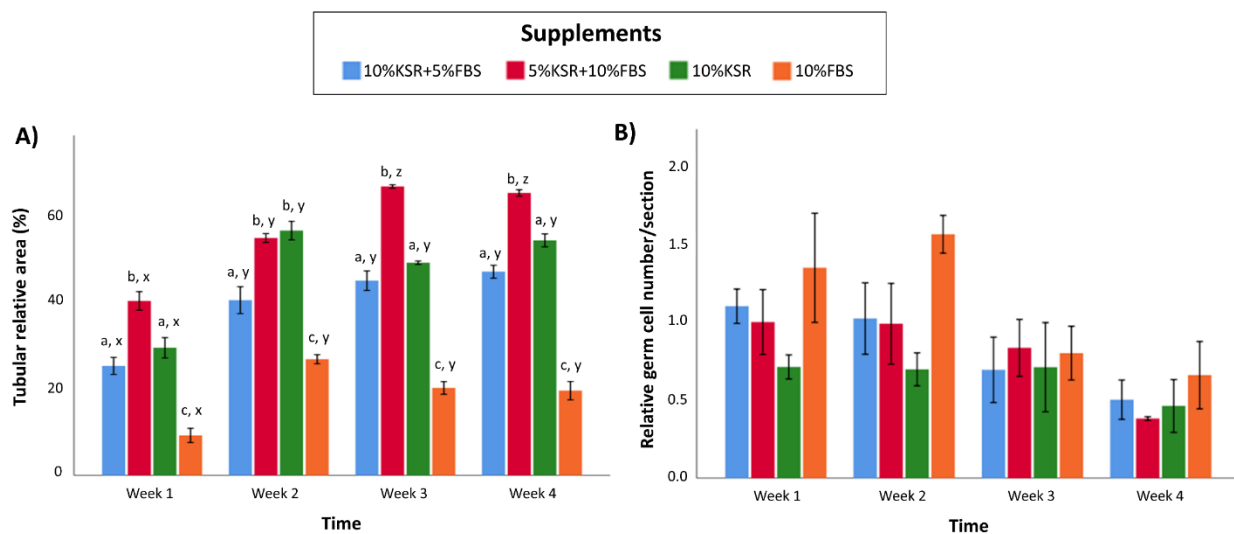 Supplements
10%KSR+5%FBS 5%KSR+10%FBS 10%KSR 10%FBS
A)
Tubular relative area (%)
60
40
20
0
a, x
b, x
a, x
c, x
a, y
b, y
b, y
c, y
a, y
b, z
a, y
c, y
a, y
b, z
a, y
c, y
Week 1 Week 2 Week 3 Week 4
Time
B)
Relative germ cell number/section
2.0
1.5
1.0
0.5
0.0
Week 1 Week 2 Week 3 Week 4
Time